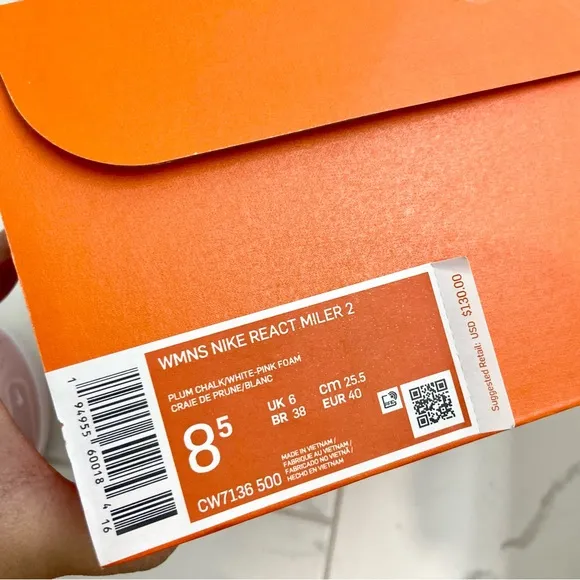 WMNS NIKE REACT MILER 2
PLUM CHALK/WHITE-PINK FOAM
CRAIE DE PRUNE/BLANC
85
UK 6
BR 38
CM 25.5
EUR 40
MADE IN VIETNAM/
FABRIQUE AU VIETNAM/
FABRICADO NO VIETNÃ/
HECHO EN VIETNAM
CW7136 500
1 94955 60018 4 16
Suggested Retail: USD $130.00